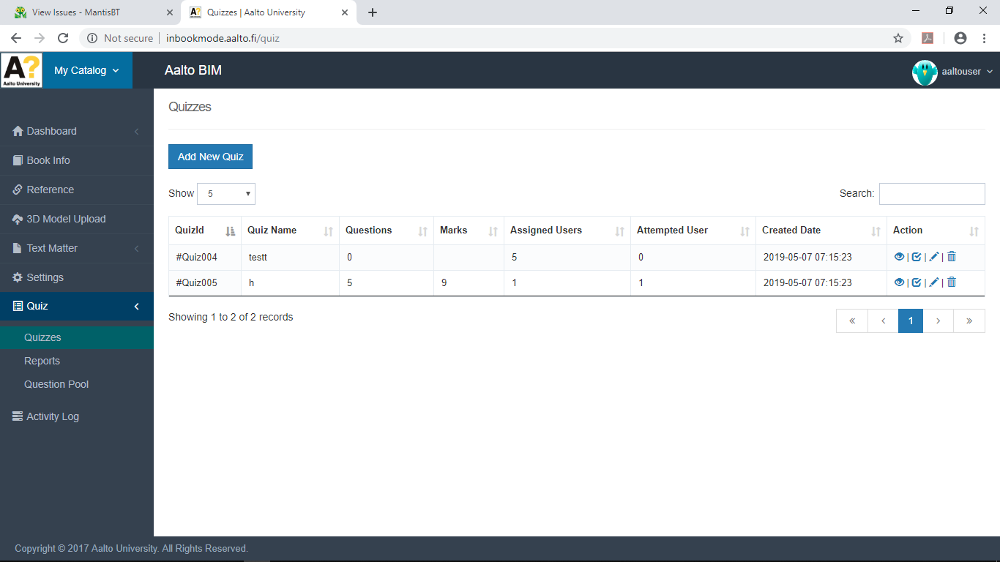 View Issues - MantisBT
Quizzes | Aalto University
Not secure | inbookmode.aalto.fi/quiz
A?
Aalto University
My Catalog
Aalto BIM
aaltouser
Dashboard
Book Info
Reference
3D Model Upload
Text Matter
Settings
Quiz
Quizzes
Reports
Question Pool
Activity Log
Quizzes
Add New Quiz
Show 5
Search:
QuizId Quiz Name Questions Marks Assigned Users Attempted User Created Date Action
#Quiz004 testt 0 5 0 2019-05-07 07:15:23 | | |
#Quiz005 h 5 9 1 1 2019-05-07 07:15:23 | | |
Showing 1 to 2 of 2 records
« ‹ 1 › »
Copyright © 2017 Aalto University. All Rights Reserved.